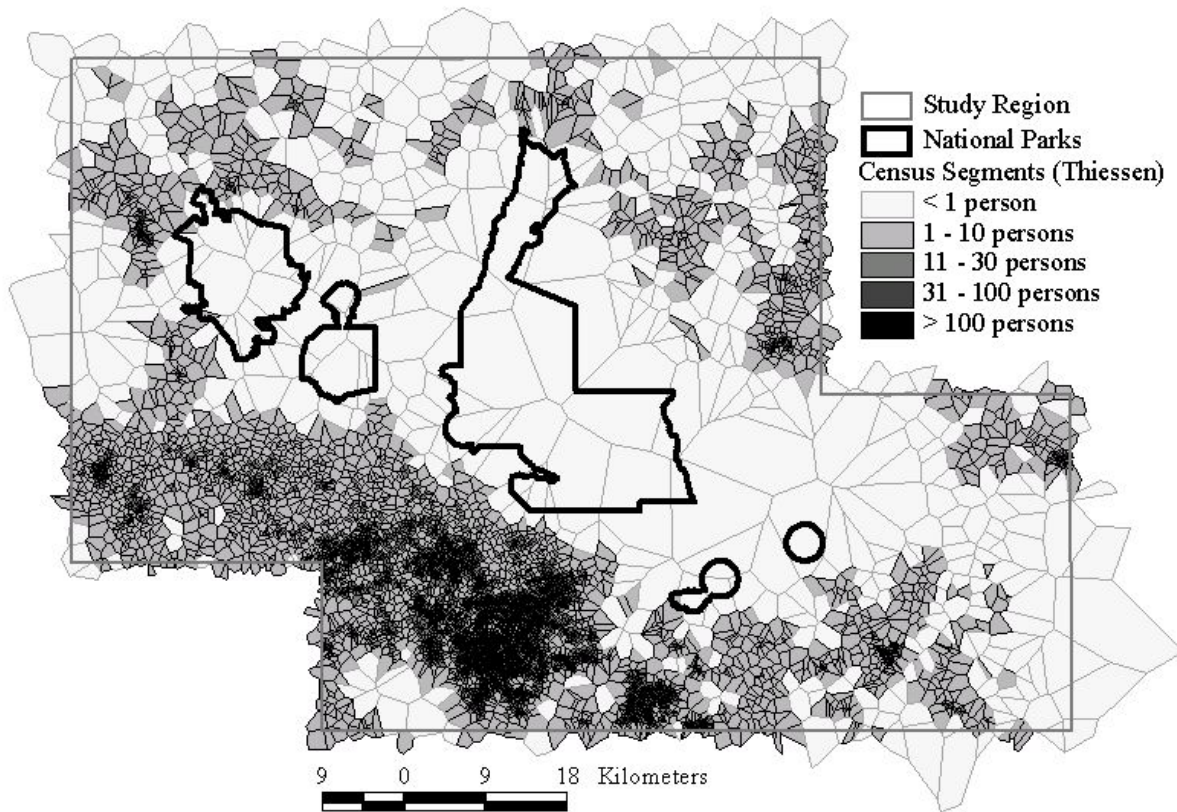 Study Region
National Parks
Census Segments (Thiessen)
< 1 person
1 - 10 persons
11 - 30 persons
31 - 100 persons
> 100 persons
9 0 9 18 Kilometers